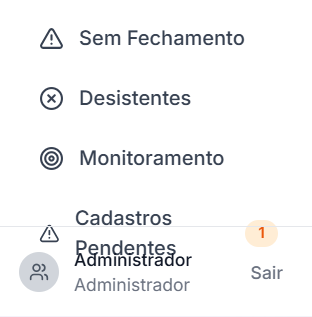 Sem Fechamento
Desistentes
Monitoramento
Cadastros
Pendentes
1
Administrador
Administrador
Sair